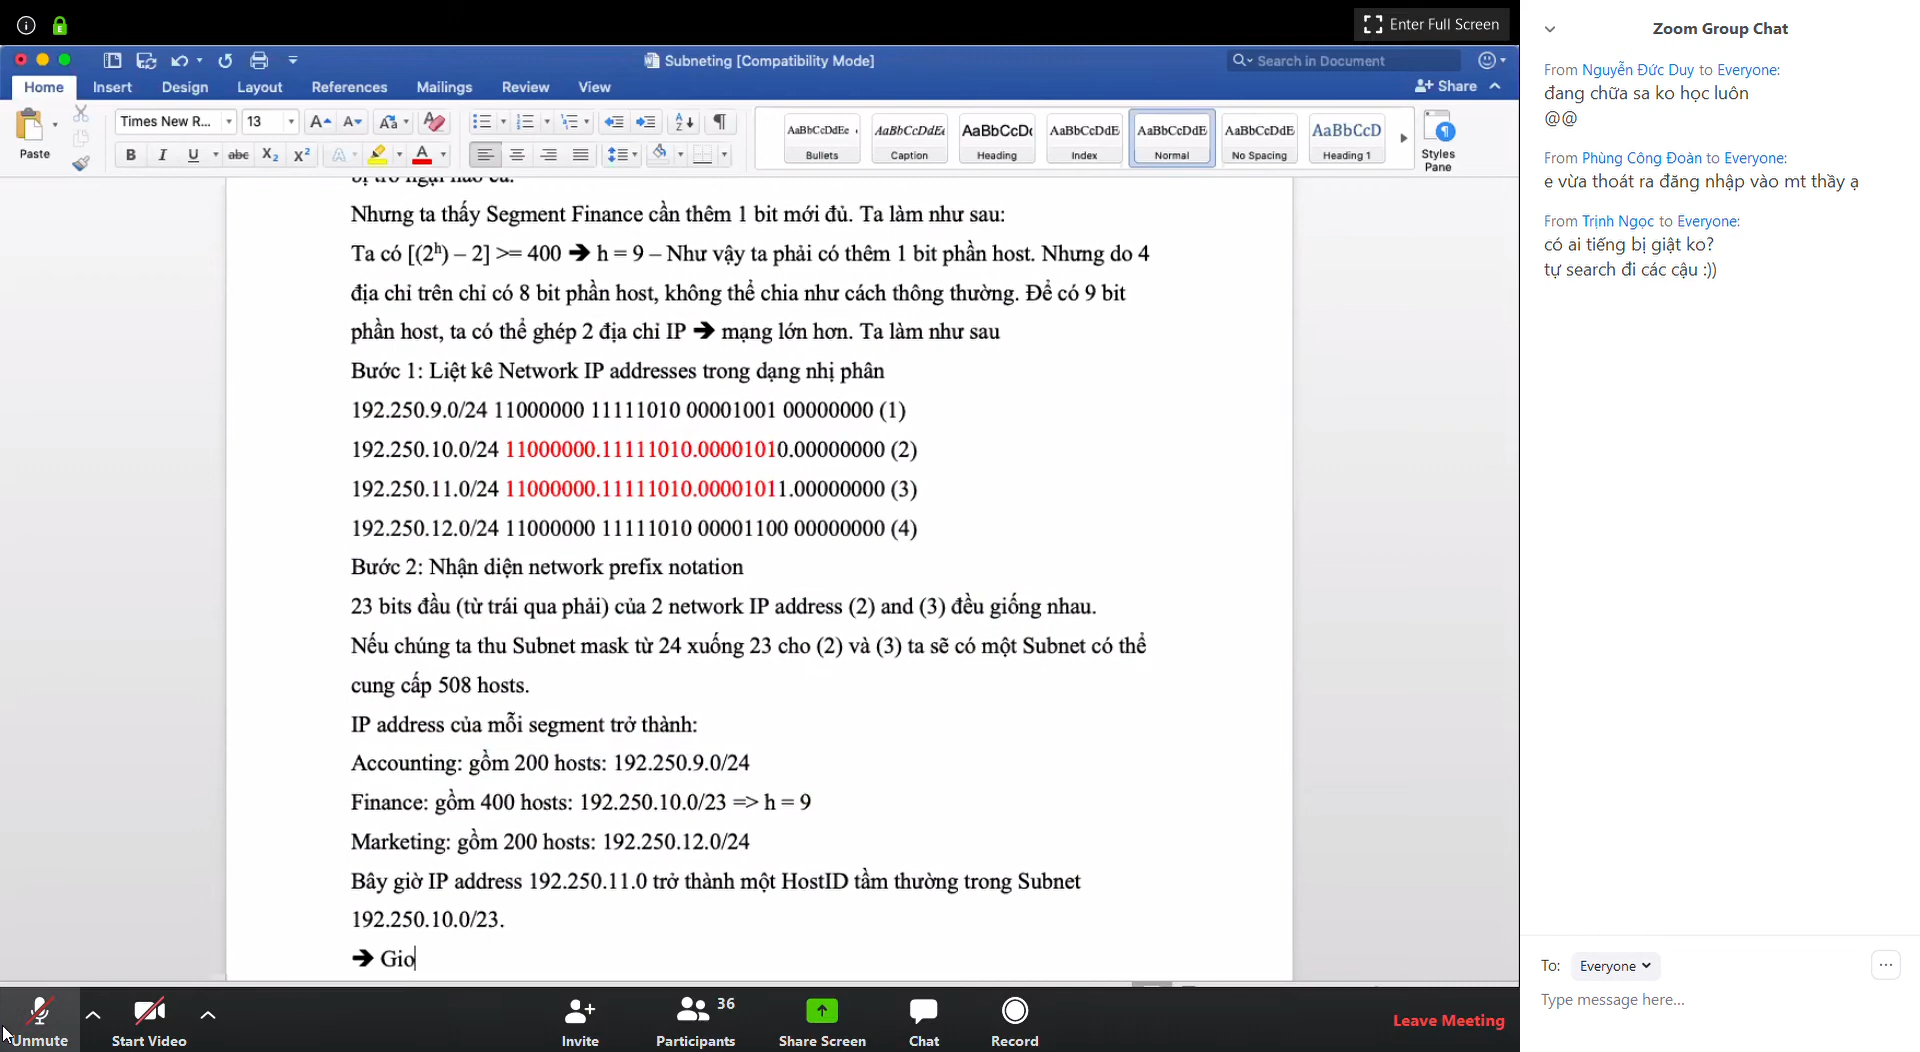 Enter Full Screen
Subneting [Compatibility Mode]
Search in Document
Home Insert Design Layout References Mailings Review View
Share
Paste
Times New R... 13
AaBbCcDdEe AaBbCcDdEe AaBbCcDc AaBbCcDdE AaBbCcDdE AaBbCcDdE AaBbCcD
Bullets Caption Heading Index Normal No Spacing Heading 1
Styles Pane
bị trở ngại nào cả.
Nhưng ta thấy Segment Finance cần thêm 1 bit mới đủ. Ta làm như sau:
Ta có [(2ʰ) – 2] >= 400 ➔ h = 9 – Như vậy ta phải có thêm 1 bit phần host. Nhưng do 4
địa chỉ trên chỉ có 8 bit phần host, không thể chia như cách thông thường. Để có 9 bit
phần host, ta có thể ghép 2 địa chỉ IP ➔ mạng lớn hơn. Ta làm như sau
Bước 1: Liệt kê Network IP addresses trong dạng nhị phân
192.250.9.0/24 11000000 11111010 00001001 00000000 (1)
192.250.10.0/24 11000000.11111010.00001010.00000000 (2)
192.250.11.0/24 11000000.11111010.00001011.00000000 (3)
192.250.12.0/24 11000000 11111010 00001100 00000000 (4)
Bước 2: Nhận diện network prefix notation
23 bits đầu (từ trái qua phải) của 2 network IP address (2) and (3) đều giống nhau.
Nếu chúng ta thu Subnet mask từ 24 xuống 23 cho (2) và (3) ta sẽ có một Subnet có thể
cung cấp 508 hosts.
IP address của mỗi segment trở thành:
Accounting: gồm 200 hosts: 192.250.9.0/24
Finance: gồm 400 hosts: 192.250.10.0/23 => h = 9
Marketing: gồm 200 hosts: 192.250.12.0/24
Bây giờ IP address 192.250.11.0 trở thành một HostID tầm thường trong Subnet
192.250.10.0/23.
➔ Gio
Unmute
Start Video
Invite
Participants 36
Share Screen
Chat
Record
Leave Meeting
Zoom Group Chat
From Nguyễn Đức Duy to Everyone:
đang chữa sa ko học luôn
@@
From Phùng Công Đoàn to Everyone:
e vừa thoát ra đăng nhập vào mt thầy ạ
From Trịnh Ngọc to Everyone:
có ai tiếng bị giật ko?
tự search đi các cậu :))
To: Everyone
Type message here...